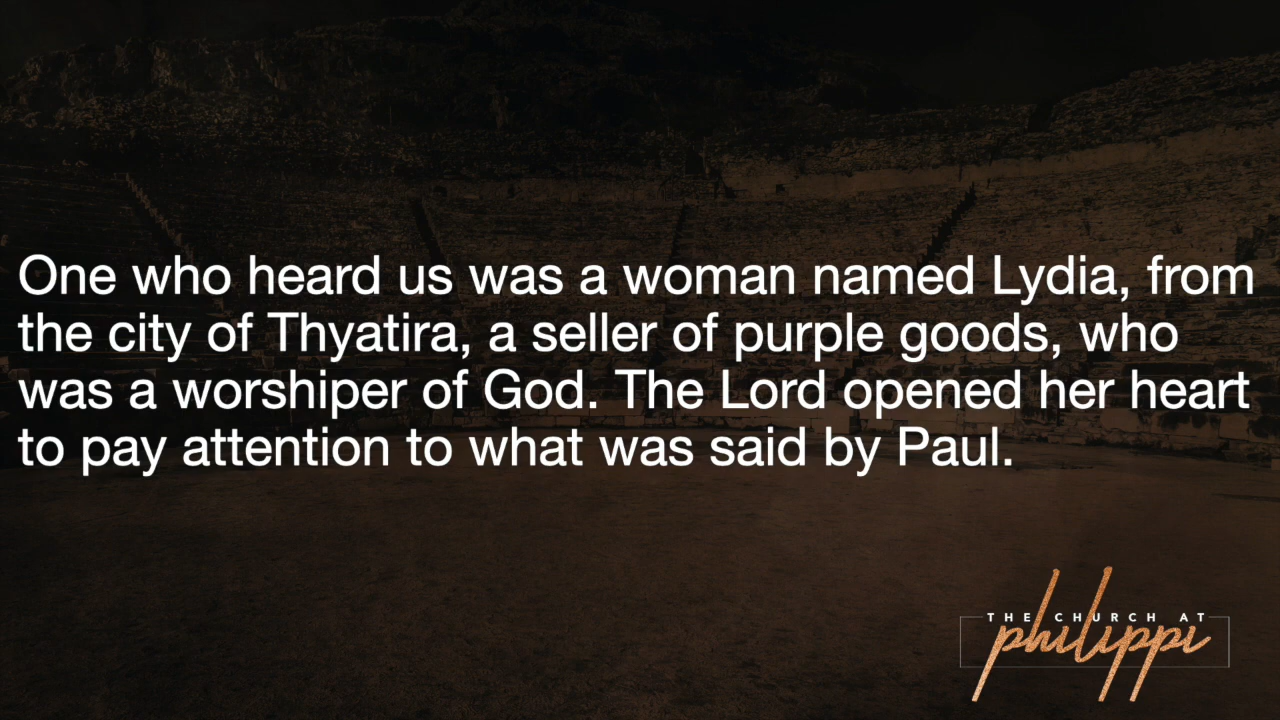 One who heard us was a woman named Lydia, from
the city of Thyatira, a seller of purple goods, who
was a worshiper of God. The Lord opened her heart
to pay attention to what was said by Paul.
THE CHURCH AT
philippi